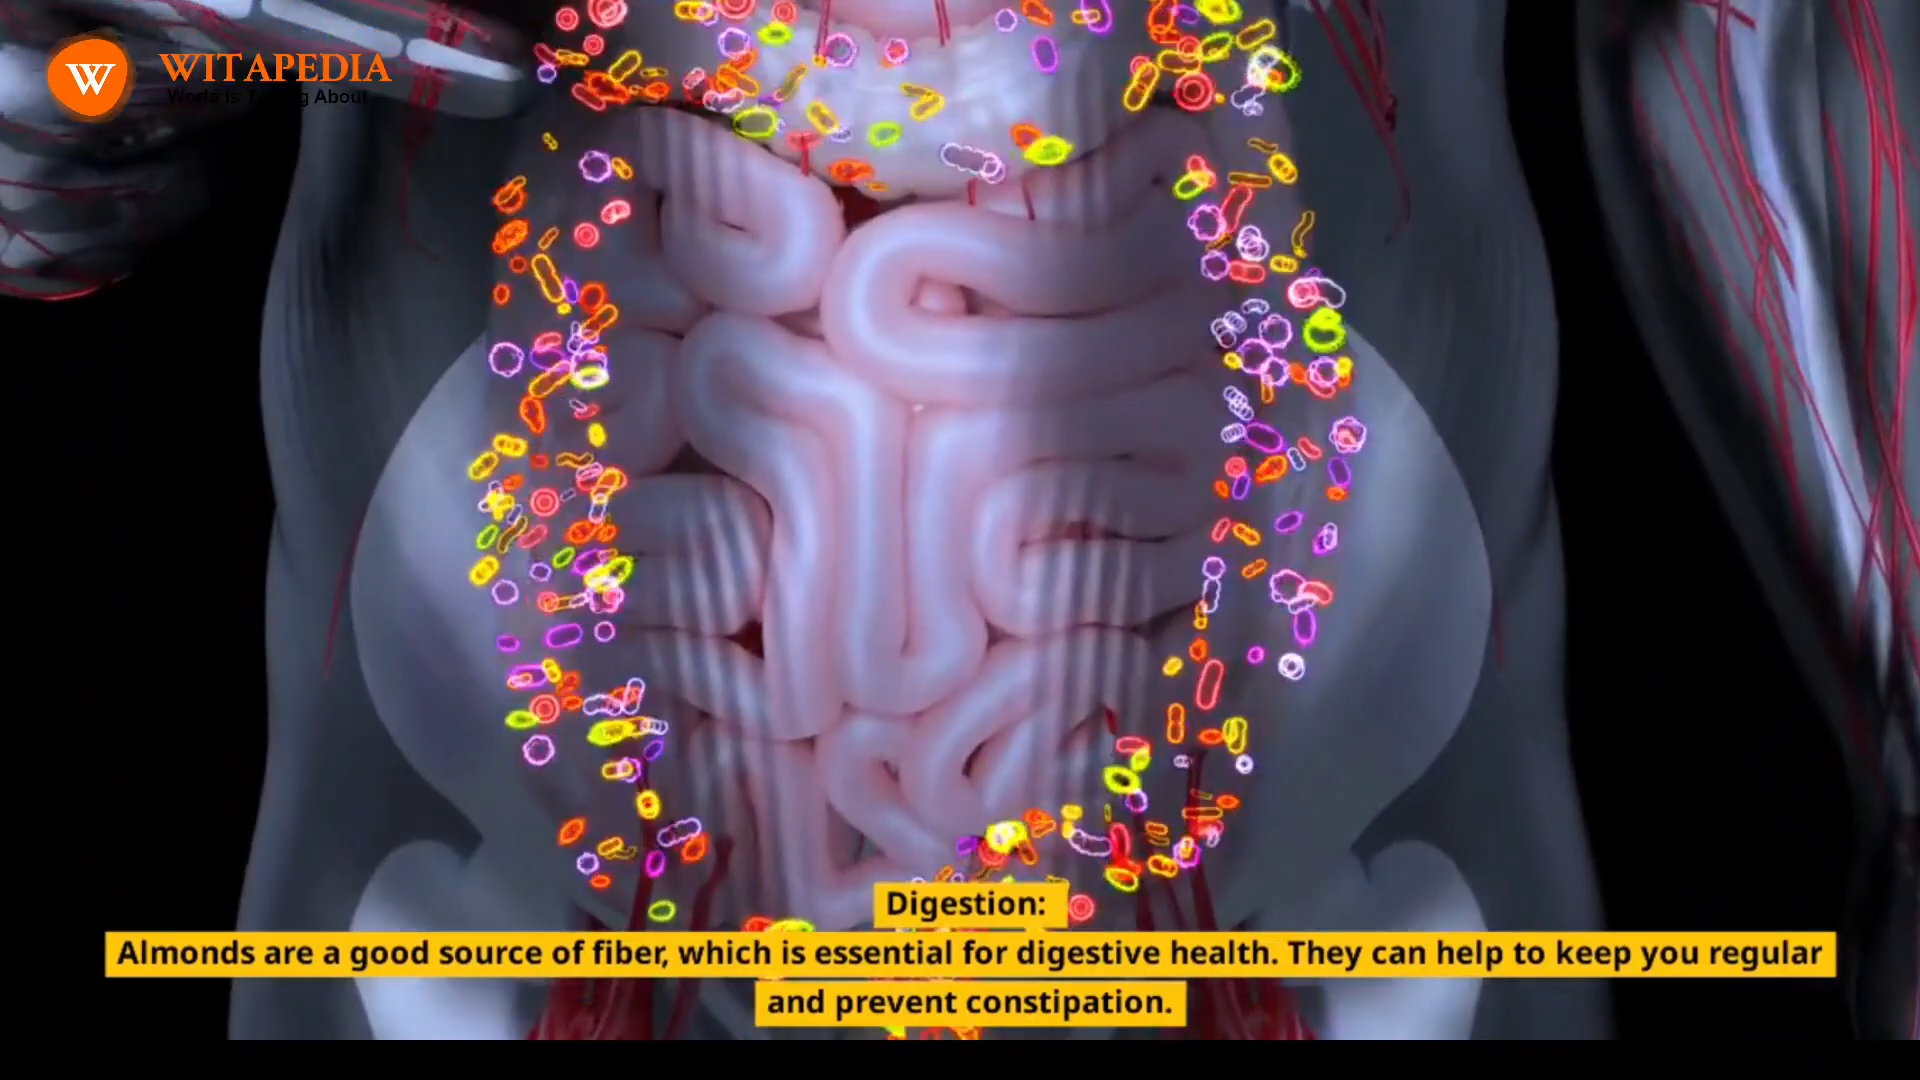 W
WITAPEDIA
World Is Talking About
Digestion:
Almonds are a good source of fiber, which is essential for digestive health. They can help to keep you regular
and prevent constipation.